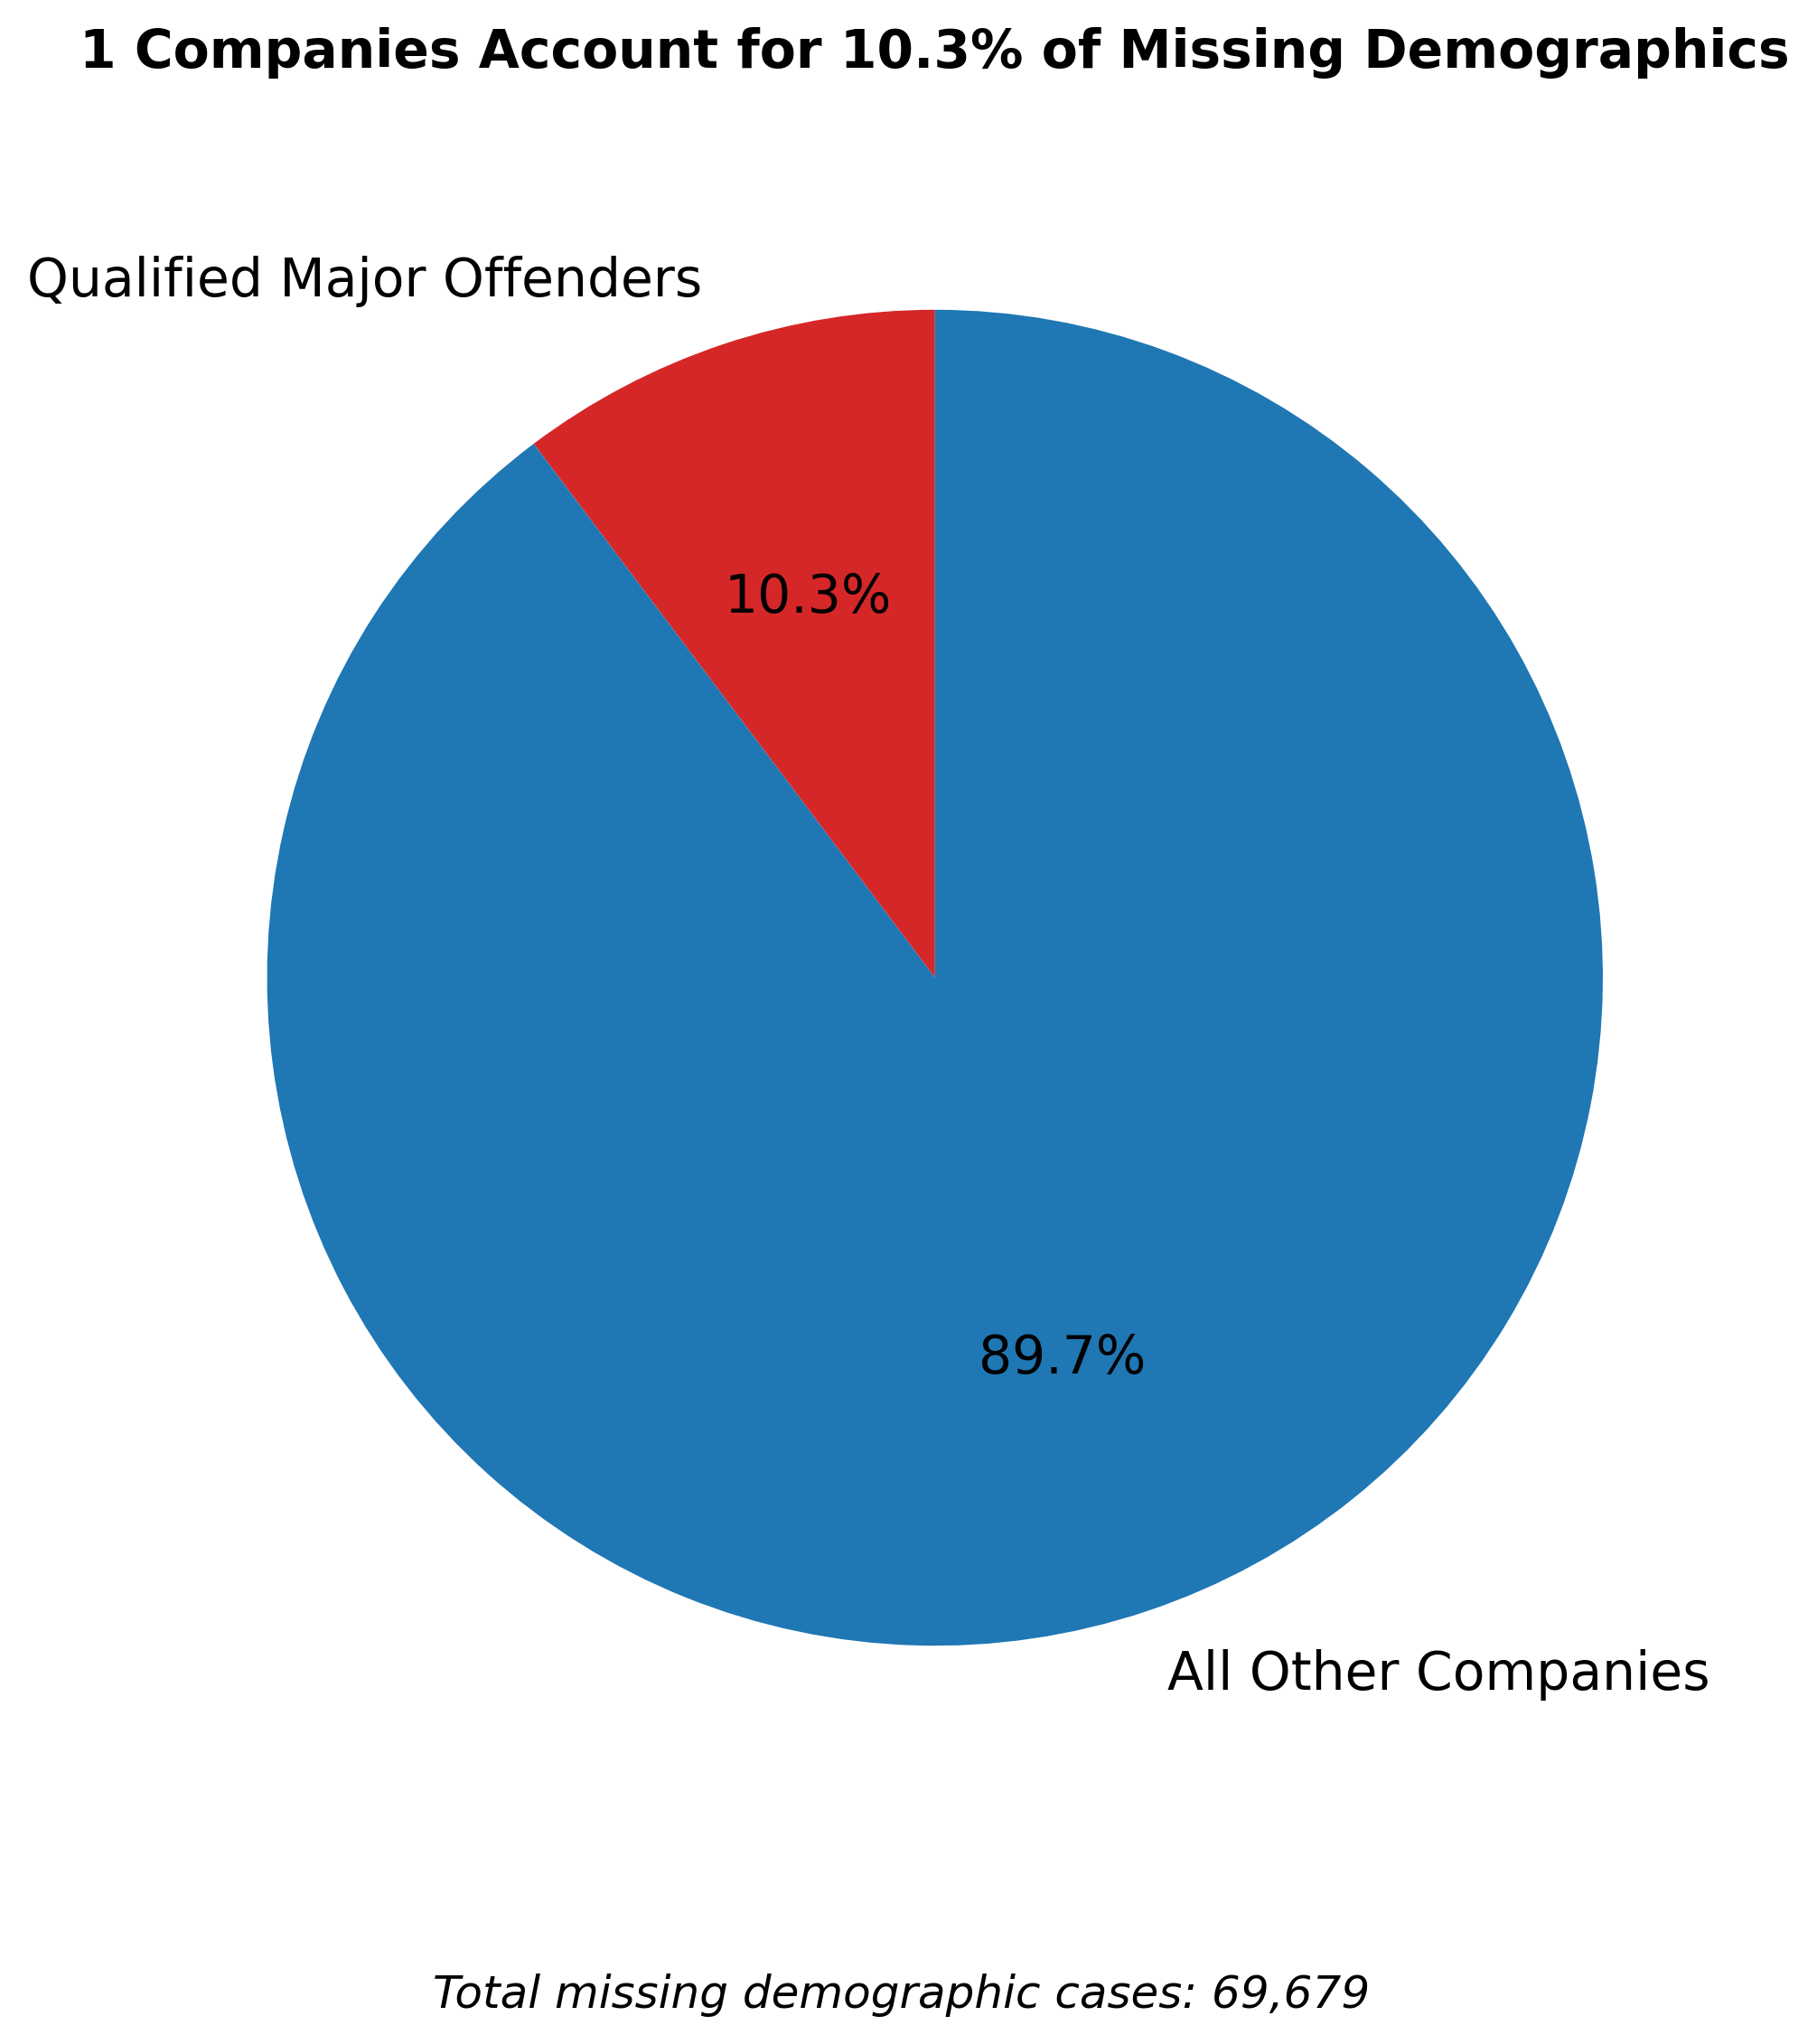 1 Companies Account for 10.3% of Missing Demographics
Qualified Major Offenders
10.3%
89.7%
All Other Companies
Total missing demographic cases: 69,679